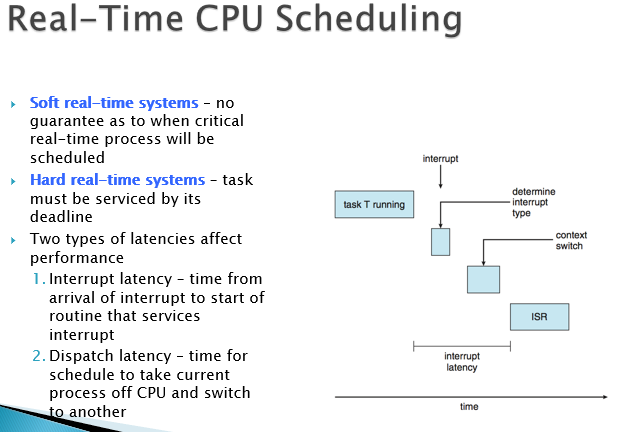 Real-Time CPU Scheduling
Soft real-time systems – no
guarantee as to when critical
real-time process will be
scheduled
Hard real-time systems – task
must be serviced by its
deadline
Two types of latencies affect
performance
1. Interrupt latency – time from
arrival of interrupt to start of
routine that services
interrupt
2. Dispatch latency – time for
schedule to take current
process off CPU and switch
to another
interrupt
task T running
determine
interrupt
type
context
switch
ISR
interrupt
latency
time